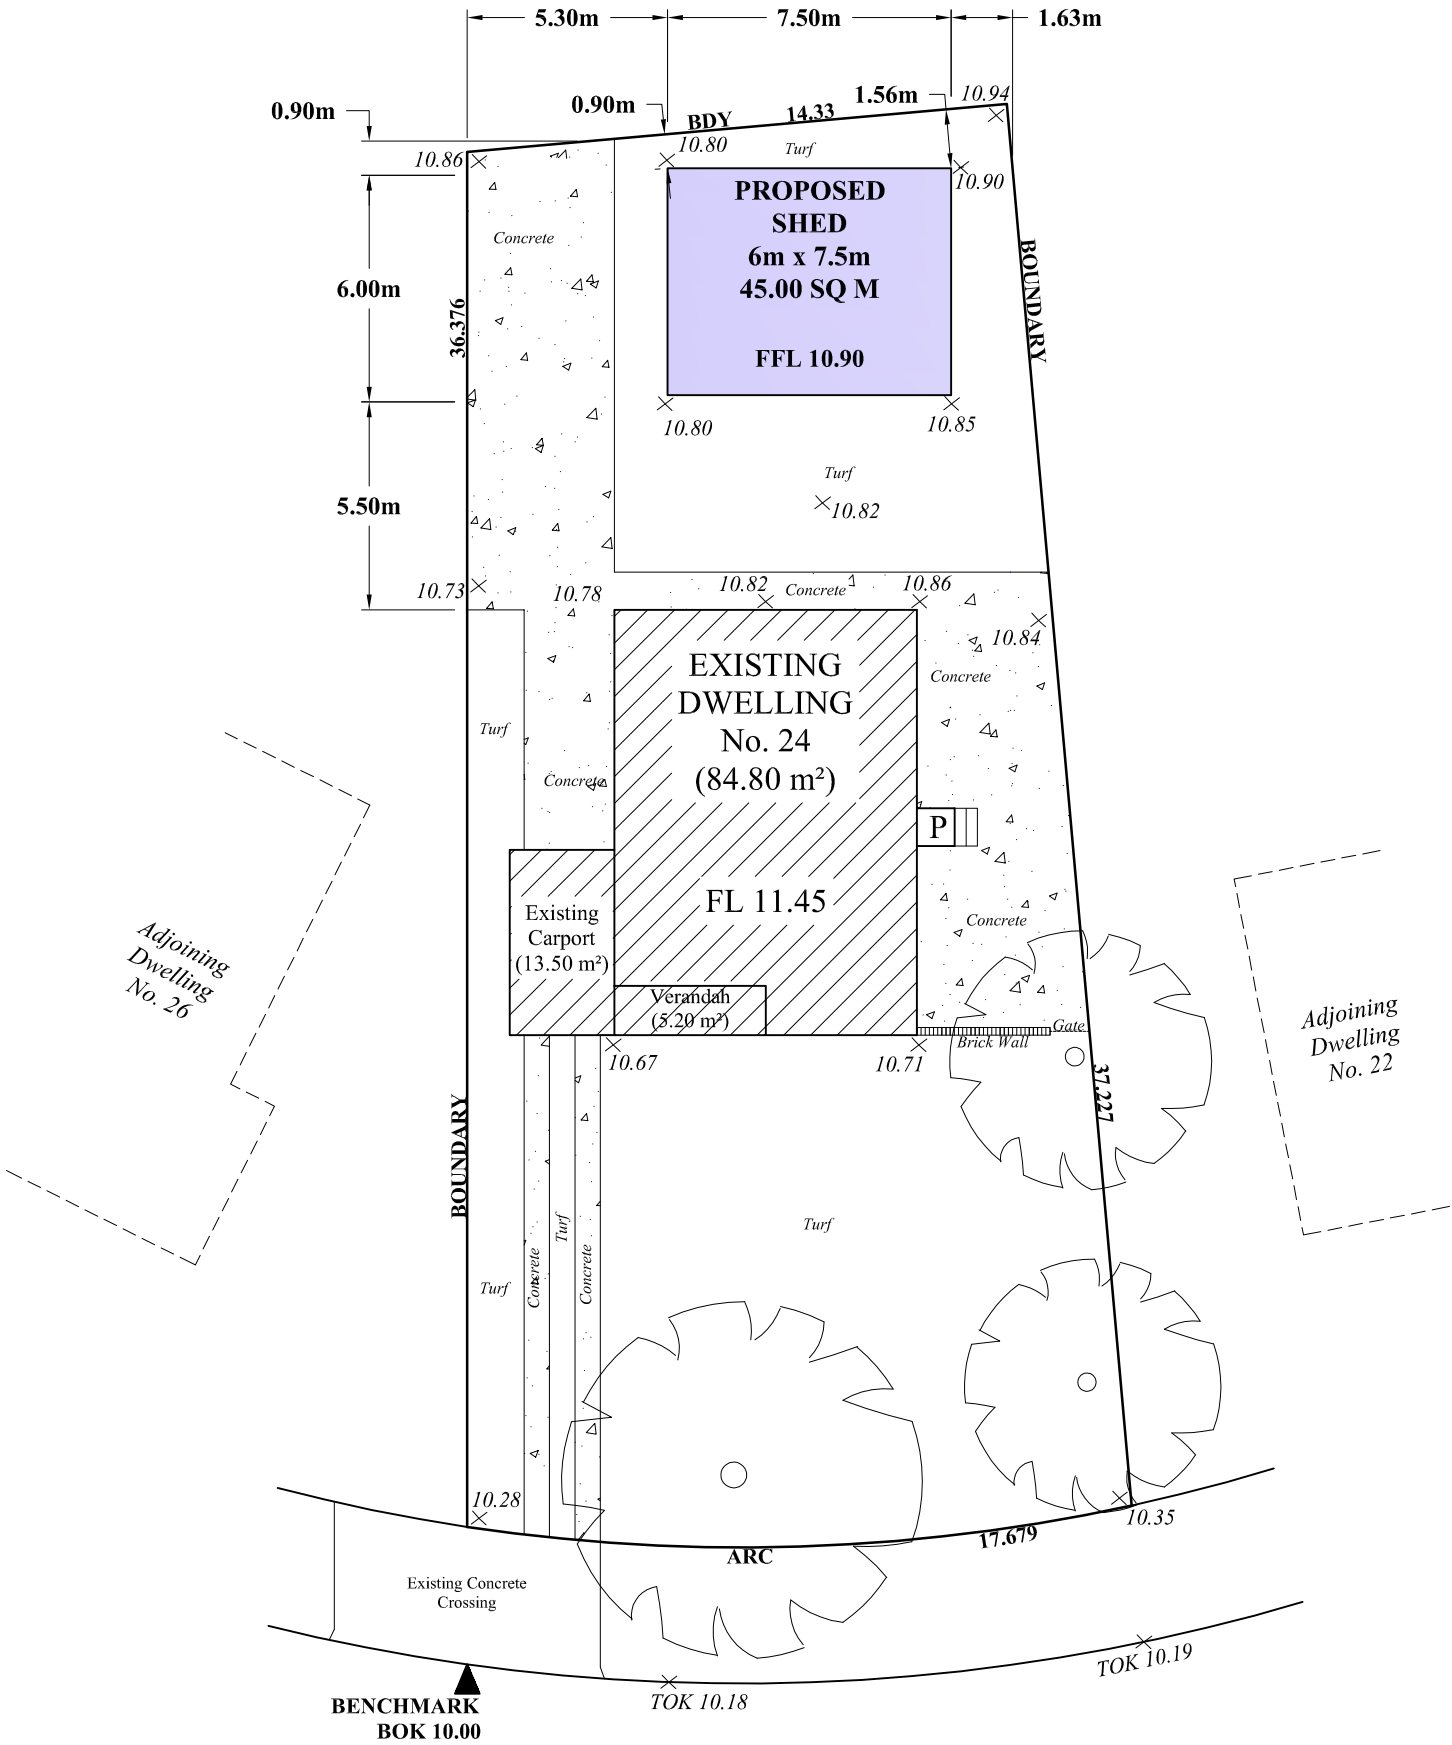 5.30m
7.50m
1.63m
0.90m
0.90m
1.56m
10.94
BDY
14.33
10.80
Turf
10.86
10.90
PROPOSED
SHED
6m x 7.5m
45.00 SQ M
FFL 10.90
Concrete
BOUNDARY
6.00m
36.376
10.80
10.85
Turf
5.50m
10.82
10.73
10.78
10.82
Concrete
10.86
10.84
EXISTING
DWELLING
No. 24
(84.80 m²)
FL 11.45
Concrete
Turf
Concrete
P
Existing
Carport
(13.50 m²)
Concrete
Adjoining
Dwelling
No. 26
Verandah
(5.20 m²)
Gate
Brick Wall
Adjoining
Dwelling
No. 22
10.67
10.71
37.227
BOUNDARY
Turf
Turf
Turf
Concrete
Concrete
10.28
10.35
17.679
ARC
Existing Concrete
Crossing
TOK 10.19
TOK 10.18
BENCHMARK
BOK 10.00